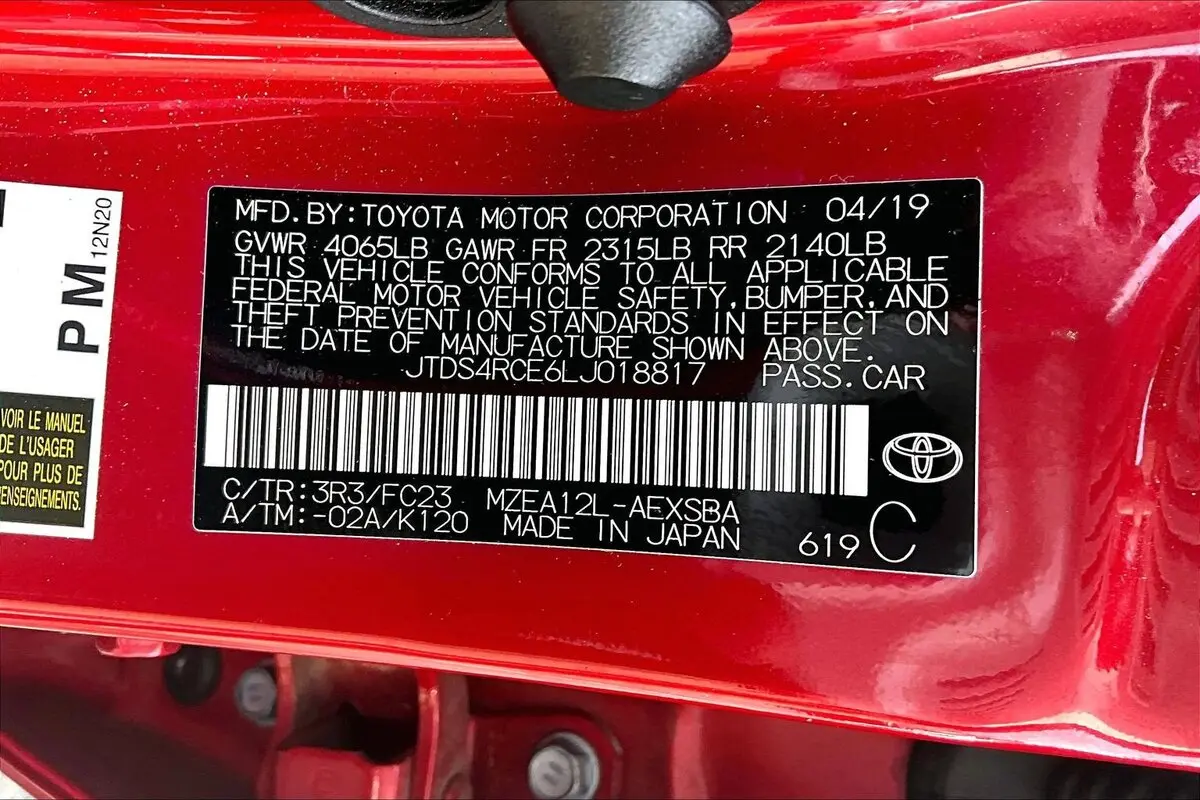 MFD.BY:TOYOTA MOTOR CORPORATION 04/19
GVWR 4065LB GAWR FR 2315LB RR 2140LB
THIS VEHICLE CONFORMS TO ALL APPLICABLE
FEDERAL MOTOR VEHICLE SAFETY,BUMPER,AND
THEFT PREVENTION STANDARDS IN EFFECT ON
THE DATE OF MANUFACTURE SHOWN ABOVE.
JTDS4RCE6LJ018817 PASS.CAR
C/TR:3R3/FC23 MZEA12L-AEXSBA
A/TM:-02A/K120 MADE IN JAPAN 619 C
PM 12N20
VOIR LE MANUEL
DE L'USAGER
POUR PLUS DE